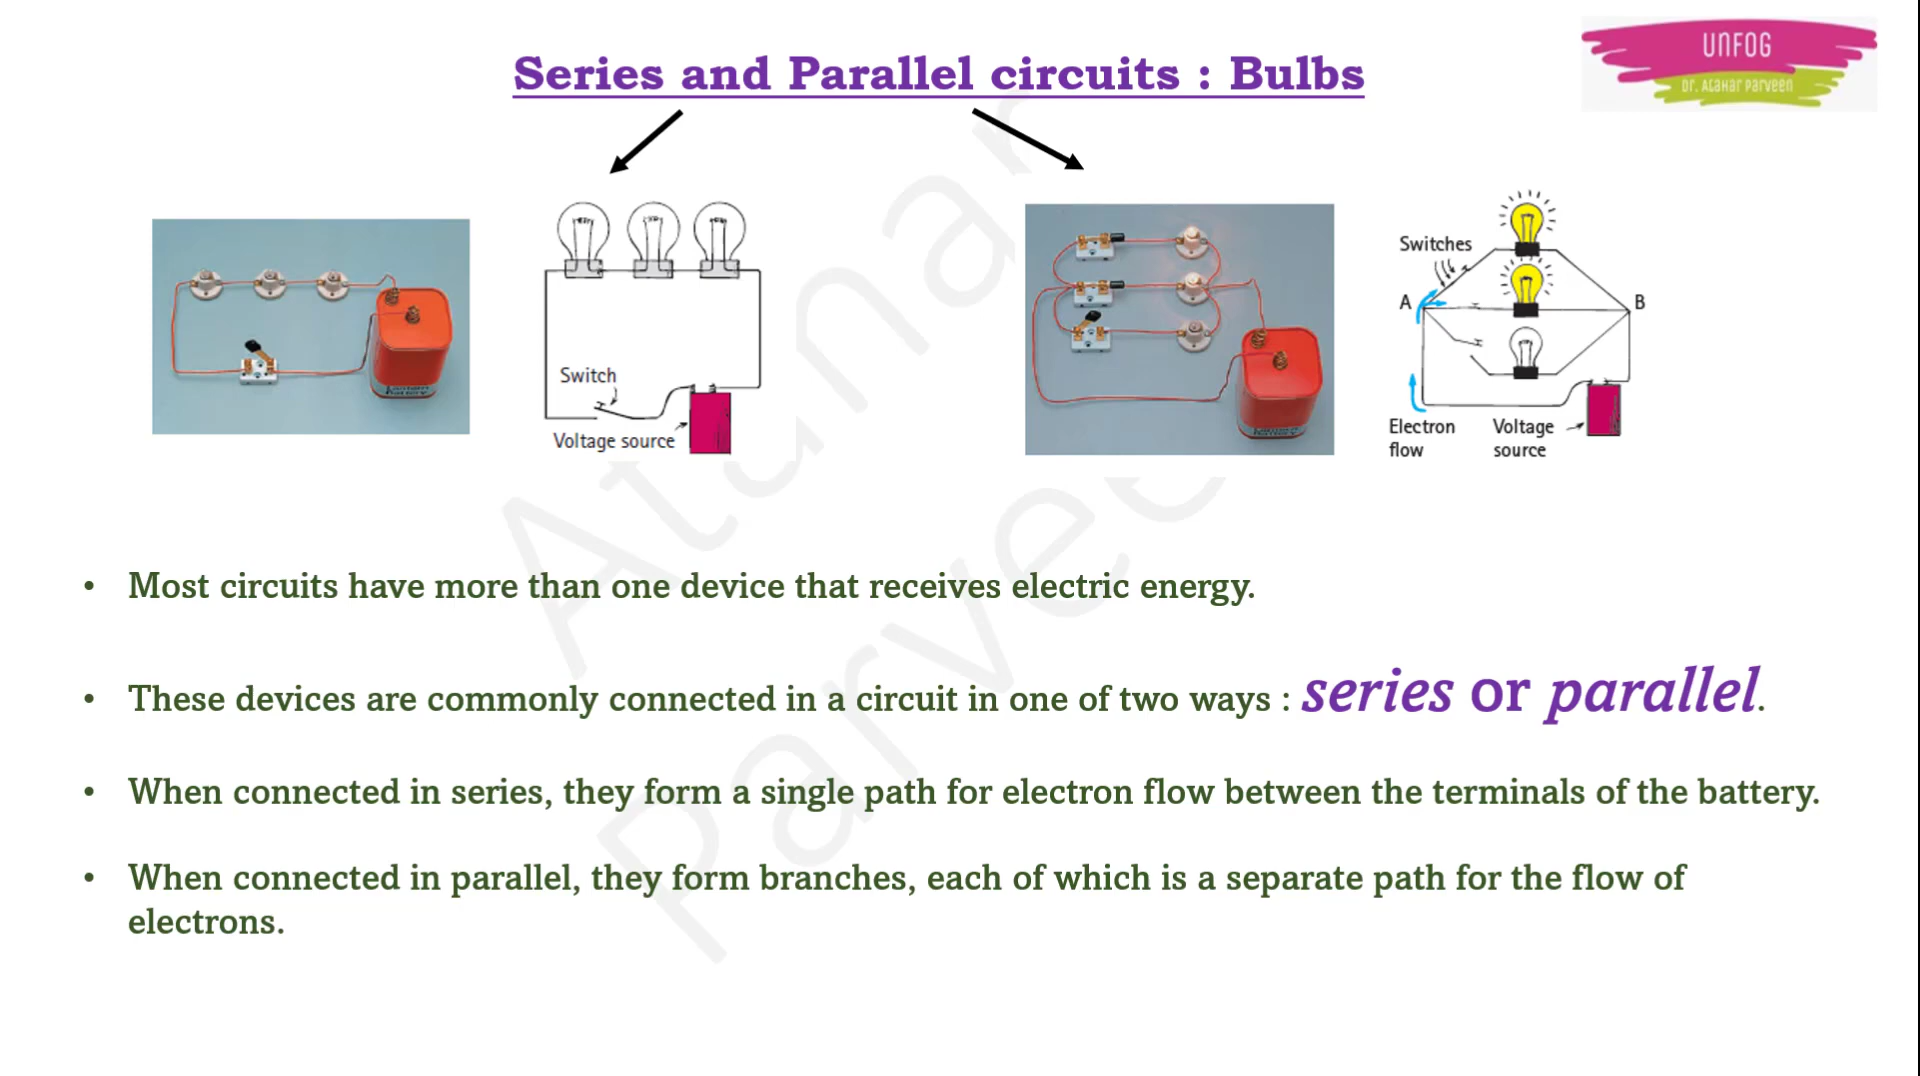 Series and Parallel circuits : Bulbs
UNFOG
Dr. Atahar Parveen
Switch
Voltage source
Switches
A
B
Electron
flow
Voltage
source
• Most circuits have more than one device that receives electric energy.
• These devices are commonly connected in a circuit in one of two ways : series or parallel.
• When connected in series, they form a single path for electron flow between the terminals of the battery.
• When connected in parallel, they form branches, each of which is a separate path for the flow of
electrons.